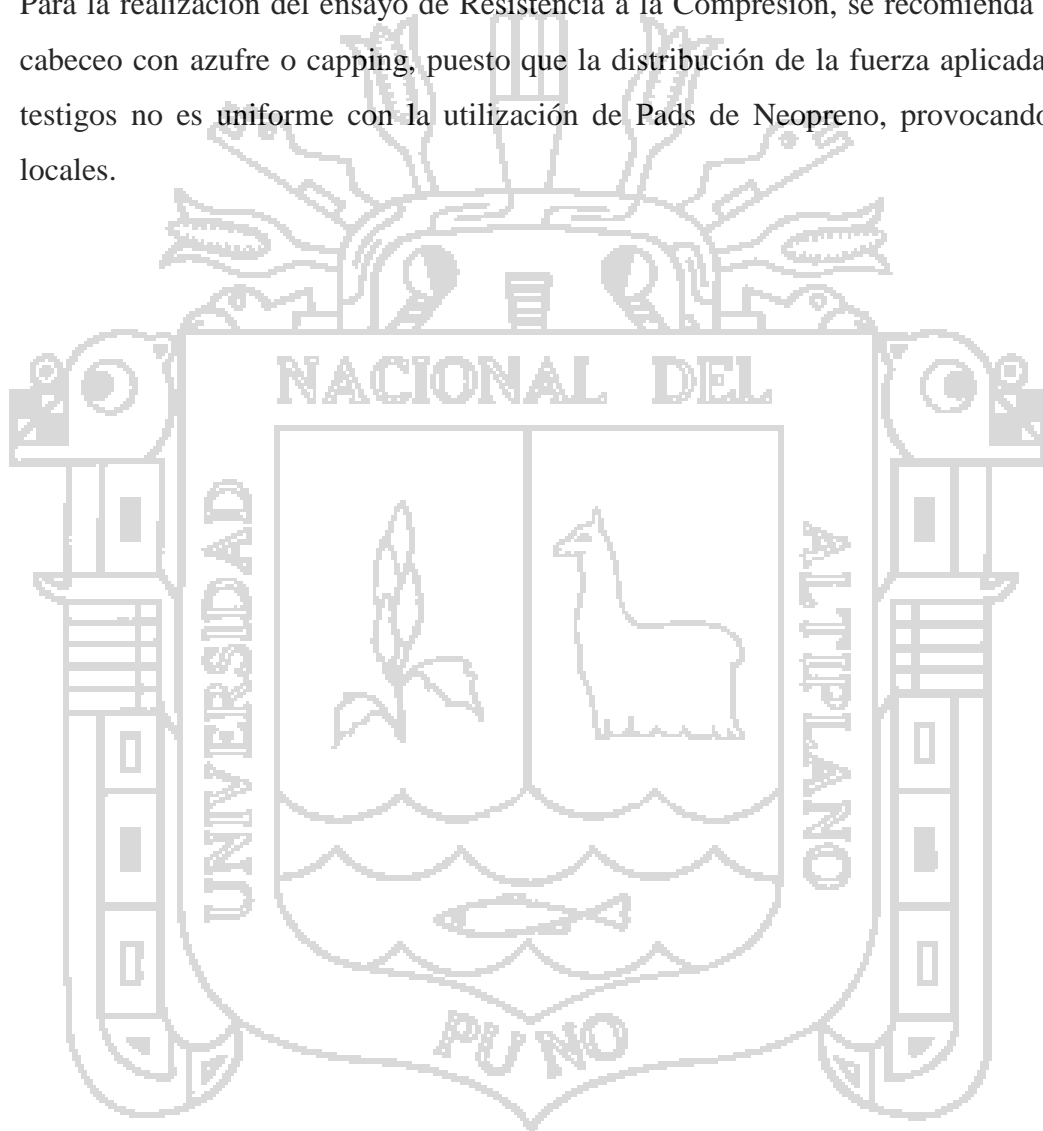 Para la realización del ensayo de Resistencia a la Compresión, se recomienda
cabeceo con azufre o capping, puesto que la distribución de la fuerza aplicada
testigos no es uniforme con la utilización de Pads de Neopreno, provocando
locales.
NACIONAL DEL
UNIVERSIDAD
ALTIPLANO
PUNO